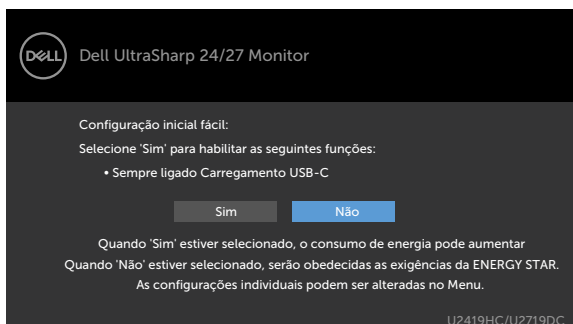 DELL
Dell UltraSharp 24/27 Monitor
Configuração inicial fácil:
Selecione 'Sim' para habilitar as seguintes funções:
• Sempre ligado Carregamento USB-C
Sim Não
Quando 'Sim' estiver selecionado, o consumo de energia pode aumentar
Quando 'Não' estiver selecionado, serão obedecidas as exigências da ENERGY STAR.
As configurações individuais podem ser alteradas no Menu.
U2419HC/U2719DC